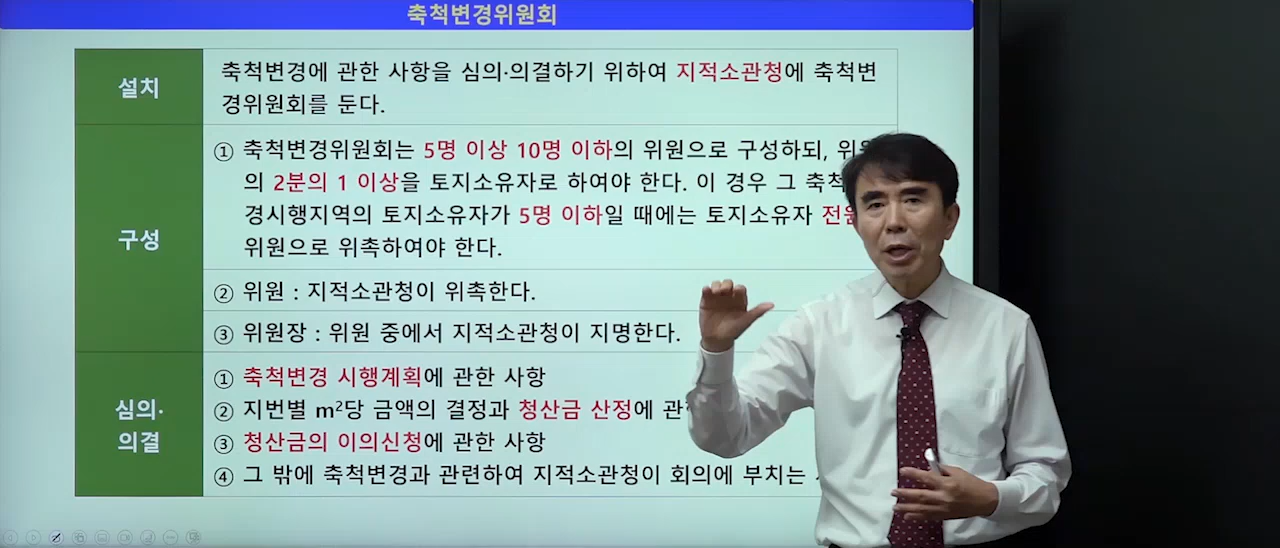 축척변경위원회
설치
축척변경에 관한 사항을 심의·의결하기 위하여 지적소관청에 축척변
경위원회를 둔다.
구성
① 축척변경위원회는 5명 이상 10명 이하의 위원으로 구성하되,
의 2분의 1 이상을 토지소유자로 하여야 한다. 이 경우 그 축척
경시행지역의 토지소유자가 5명 이하일 때에는 토지소유자
위원으로 위촉하여야 한다.
② 위원 : 지적소관청이 위촉한다.
③ 위원장 : 위원 중에서 지적소관청이 지명한다.
심의·
의결
① 축척변경 시행계획에 관한 사항
② 지번별 m²당 금액의 결정과 청산금 산정에
③ 청산금의 이의신청에 관한 사항
④ 그 밖에 축척변경과 관련하여 지적소관청이 회의에 부치는